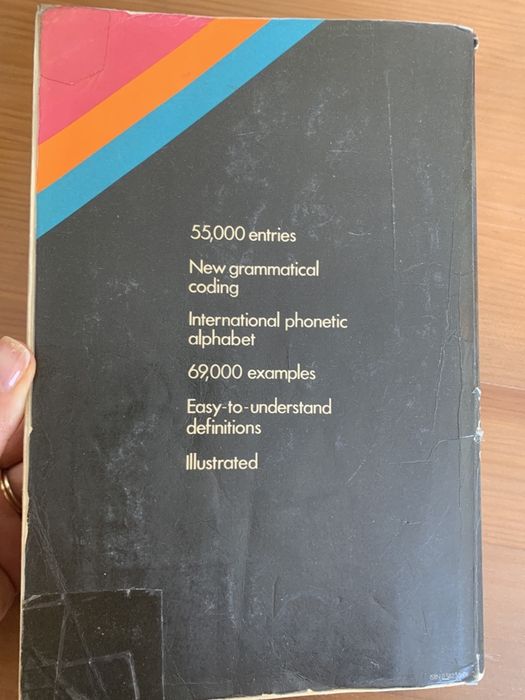 55,000 entries
New grammatical
coding
International phonetic
alphabet
69,000 examples
Easy-to-understand
definitions
Illustrated